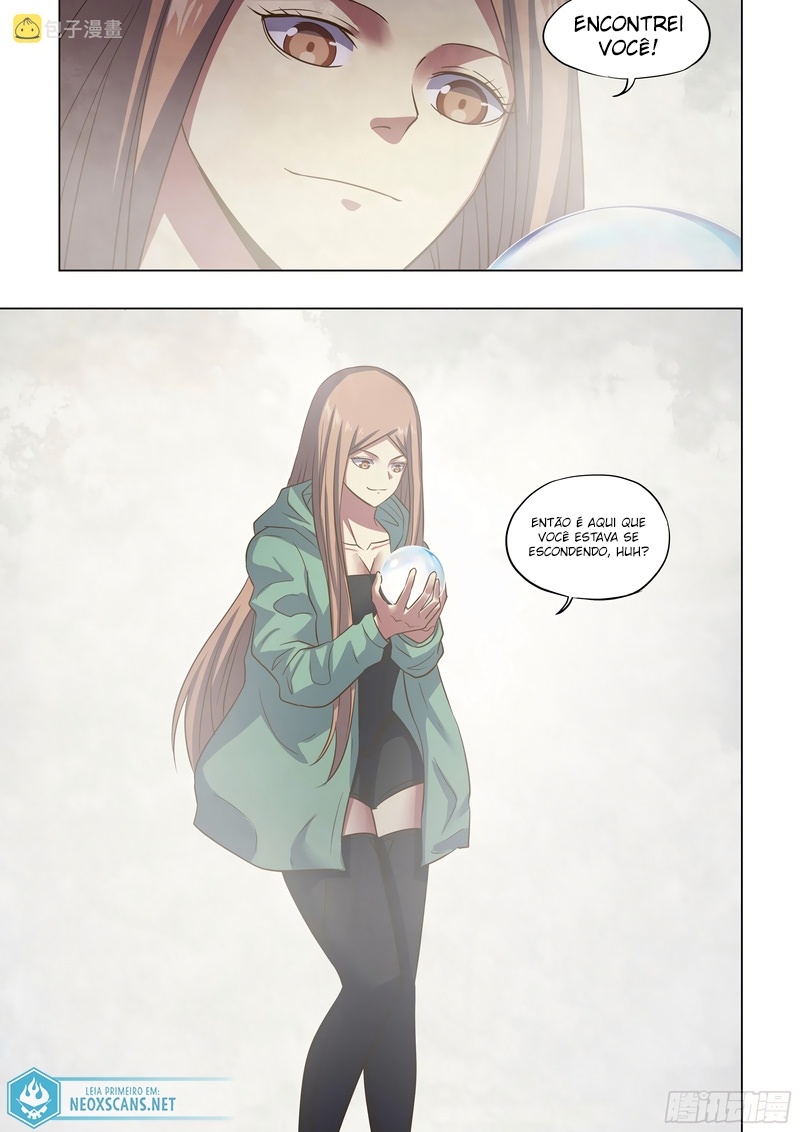 包子漫畫
ENCONTREI
VOCÊ!
ENTÃO É AQUI QUE
VOCÊ ESTAVA SE
ESCONDENDO, HUH?
LEIA PRIMEIRO EM:
NEOXSCANS.NET
腾讯动漫